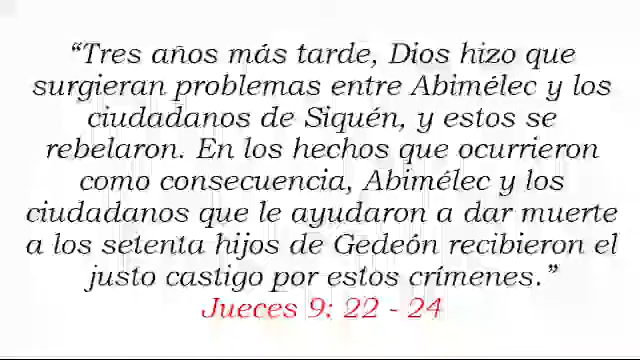 “Tres años más tarde, Dios hizo que
surgieran problemas entre Abimélec y los
ciudadanos de Siquén, y estos se
rebelaron. En los hechos que ocurrieron
como consecuencia, Abimélec y los
ciudadanos que le ayudaron a dar muerte
a los setenta hijos de Gedeón recibieron el
justo castigo por estos crímenes.”
Jueces 9: 22 - 24